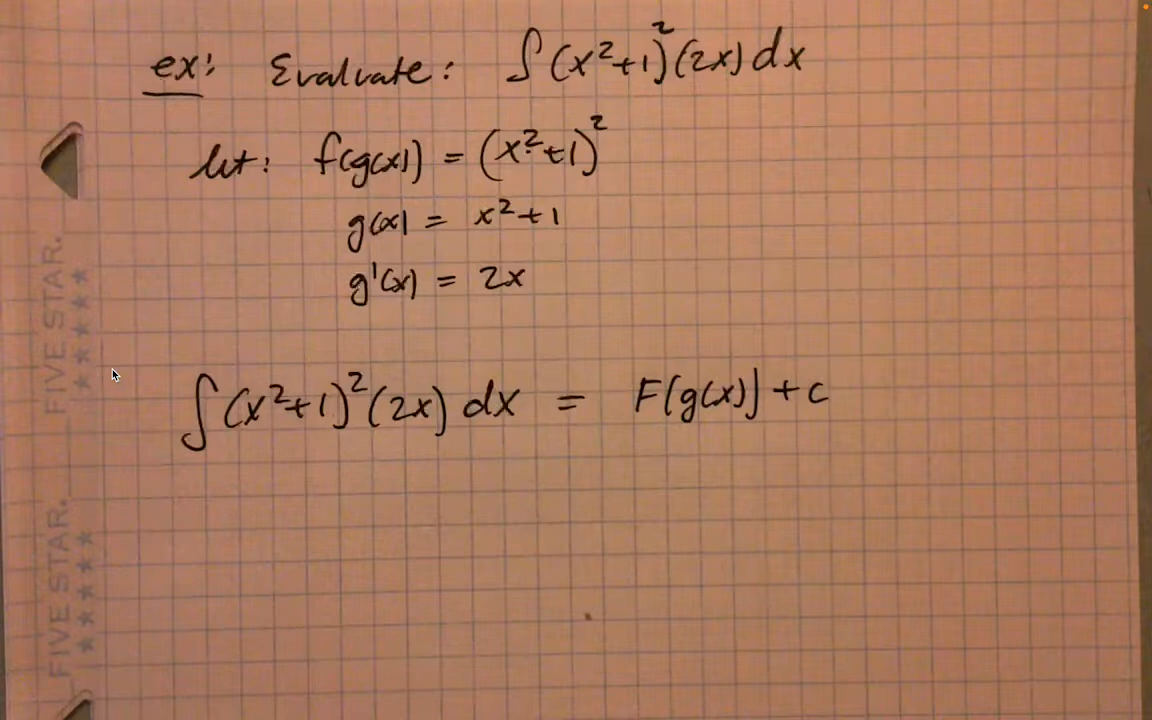 ex: Evaluate: ∫(x²+1)²(2x)dx
let: f(g(x)) = (x²+1)²
g(x) = x²+1
g'(x) = 2x
∫(x²+1)²(2x) dx = F(g(x)) + c
FIVE STAR.
FIVE STAR.